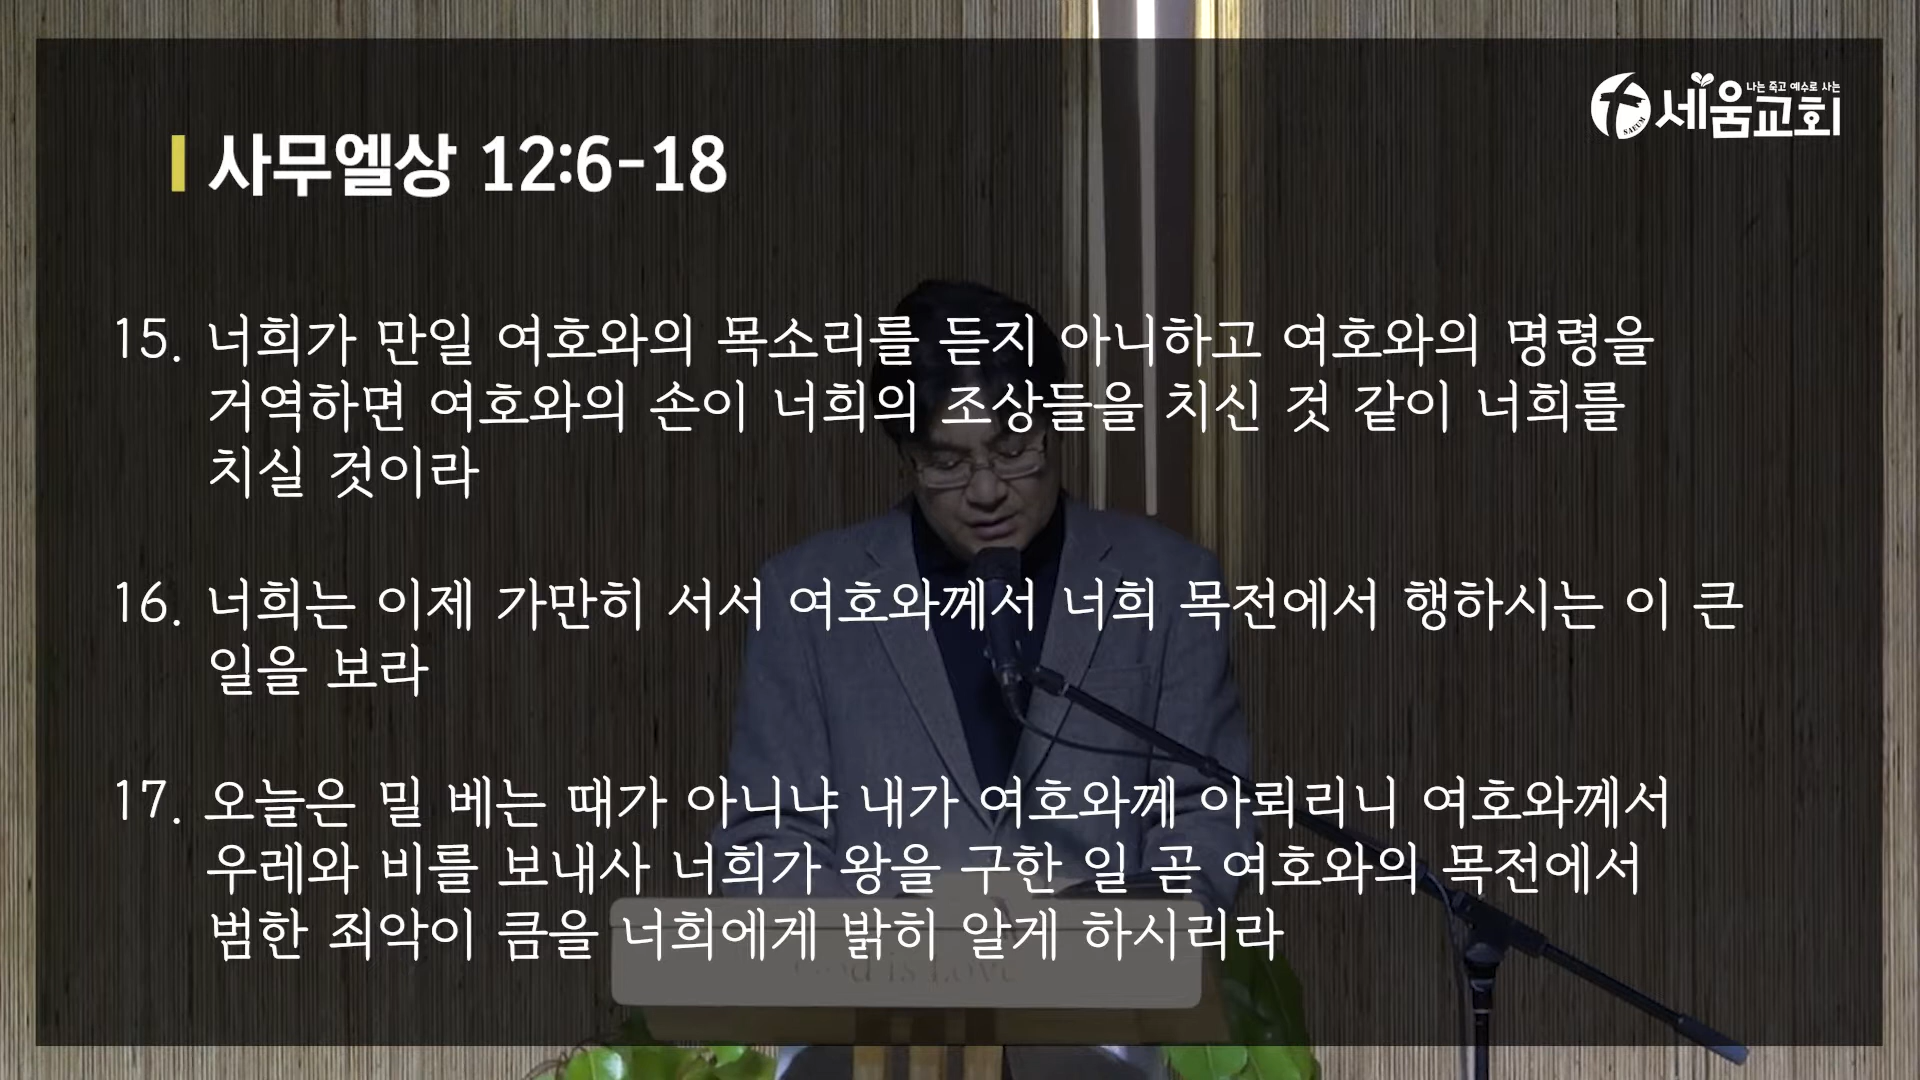 나는 죽고 예수로 사는
세움교회
SAEUM
사무엘상 12:6-18
15. 너희가 만일 여호와의 목소리를 듣지 아니하고 여호와의 명령을
거역하면 여호와의 손이 너희의 조상들을 치신 것 같이 너희를
치실 것이라
16. 너희는 이제 가만히 서서 여호와께서 너희 목전에서 행하시는 이 큰
일을 보라
17. 오늘은 밀 베는 때가 아니냐 내가 여호와께 아뢰리니 여호와께서
우레와 비를 보내사 너희가 왕을 구한 일 곧 여호와의 목전에서
범한 죄악이 큼을 너희에게 밝히 알게 하시리라
God is Love